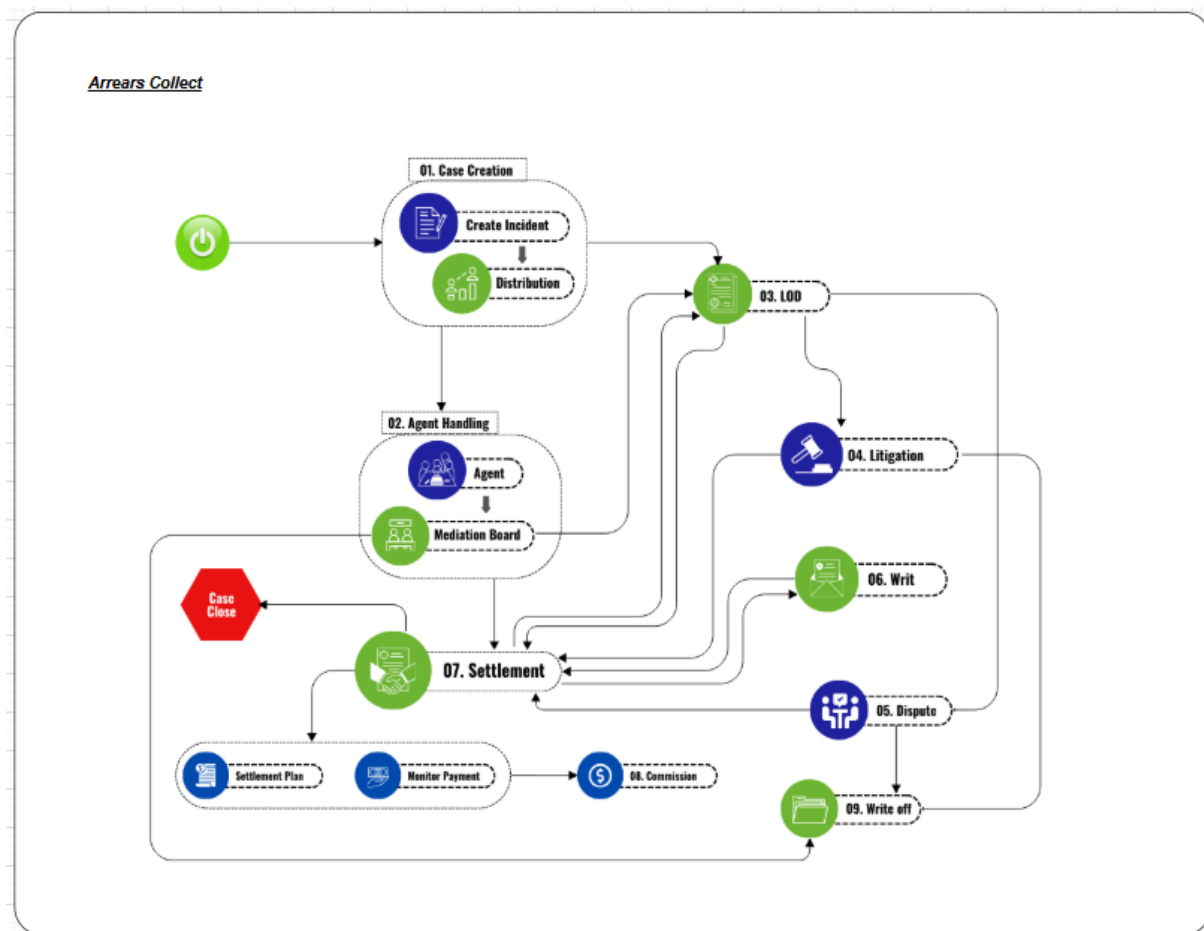 Arrears Collect
01. Case Creation
Create Incident
Distribution
03. LOD
02. Agent Handling
Agent
04. Litigation
Mediation Board
06. Writ
Case
Close
07. Settlement
05. Dispute
Settlement Plan
Monitor Payment
08. Commission
09. Write off